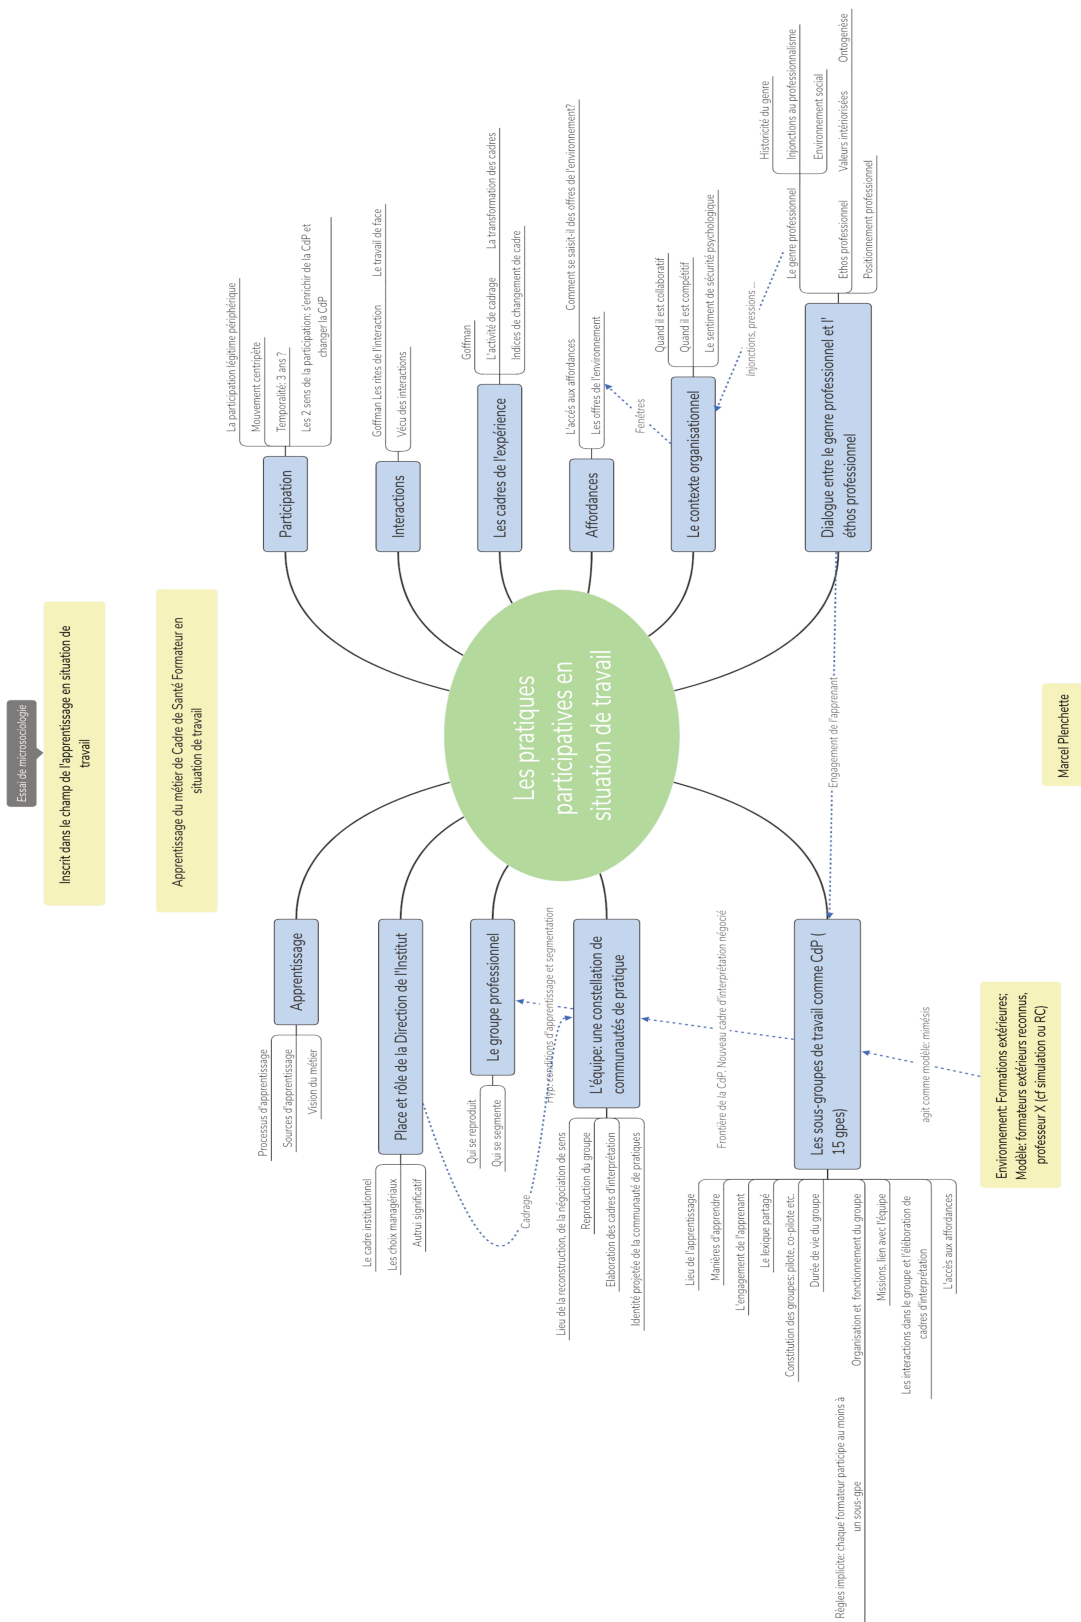 Essai de microsociologie
Inscrit dans le champ de l'apprentissage en situation de
travail
Apprentissage du métier de Cadre de Santé Formateur en
situation de travail
Les pratiques
participatives en
situation de travail
Participation
La participation légitime périphérique
Mouvement centripète
Temporalité: 3 ans ?
Les 2 sens de la participation: s'enrichir de la CdP et
changer la CdP
Interactions
Goffman Les rites de l'interaction
Le travail de face
Vécu des interactions
Les cadres de l'expérience
Goffman
L'activité de cadrage
La transformation des cadres
Indices de changement de cadre
Affordances
L'accés aux affordances
Comment se saisit-il des offres de l'environnement?
Les offres de l'environnement
Fenêtres
Le contexte organisationnel
Quand il est collaboratif
Quand il est compétitif
Le sentiment de sécurité psychologique
Injonctions, pressions ...
Dialogue entre le genre professionnel et l'
éthos professionnel
Le genre professionnel
Historicité du genre
Injonctions au professionnalisme
Environnement social
Ethos professionnel
Valeurs intériorisées
Ontogenèse
Positionnement professionnel
Engagement de l'apprenant
Apprentissage
Processus d'apprentissage
Sources d'apprentissage
Vision du métier
Place et rôle de la Direction de l'Institut
Le cadre institutionnel
Les choix managériaux
Autrui significatif
Cadrage
Le groupe professionnel
Qui se reproduit
Qui se segmente
Hyp: conditions d'apprentissage et segmentation
L'équipe: une constellation de
communautés de pratique
Lieu de la reconstruction, de la négociation de sens
Reproduction du groupe
Elaboration des cadres d'interprétation
Identité projetée de la communauté de pratiques
Frontière de la CdP. Nouveau cadre d'interprétation négocié
Les sous-groupes de travail comme CdP (
15 gpes)
Lieu de l'apprentissage
Manières d'apprendre
L'engagement de l'apprenant
Le lexique partagé
Constitution des groupes: pilote, co-pilote etc.
Durée de vie du groupe
Organisation et fonctionnement du groupe
Règles implicite: chaque formateur participe au moins à
un sous-gpe
Missions, lien avec l'équipe
Les interactions dans le groupe et l'éléboration de
cadres d'interprétation
L'accès aux affordances
agit comme modèle: mimèsis
Environnement: Formations extérieures;
Modèle: formateurs extérieurs reconnus,
professeur X (cf simulation ou RC)
Marcel Plenchette